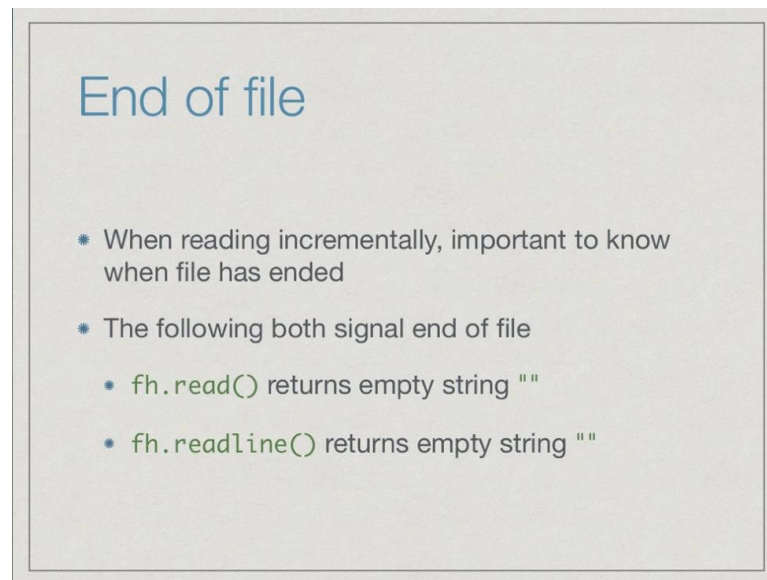 End of file
When reading incrementally, important to know
when file has ended
The following both signal end of file
fh.read() returns empty string ""
fh.readline() returns empty string ""